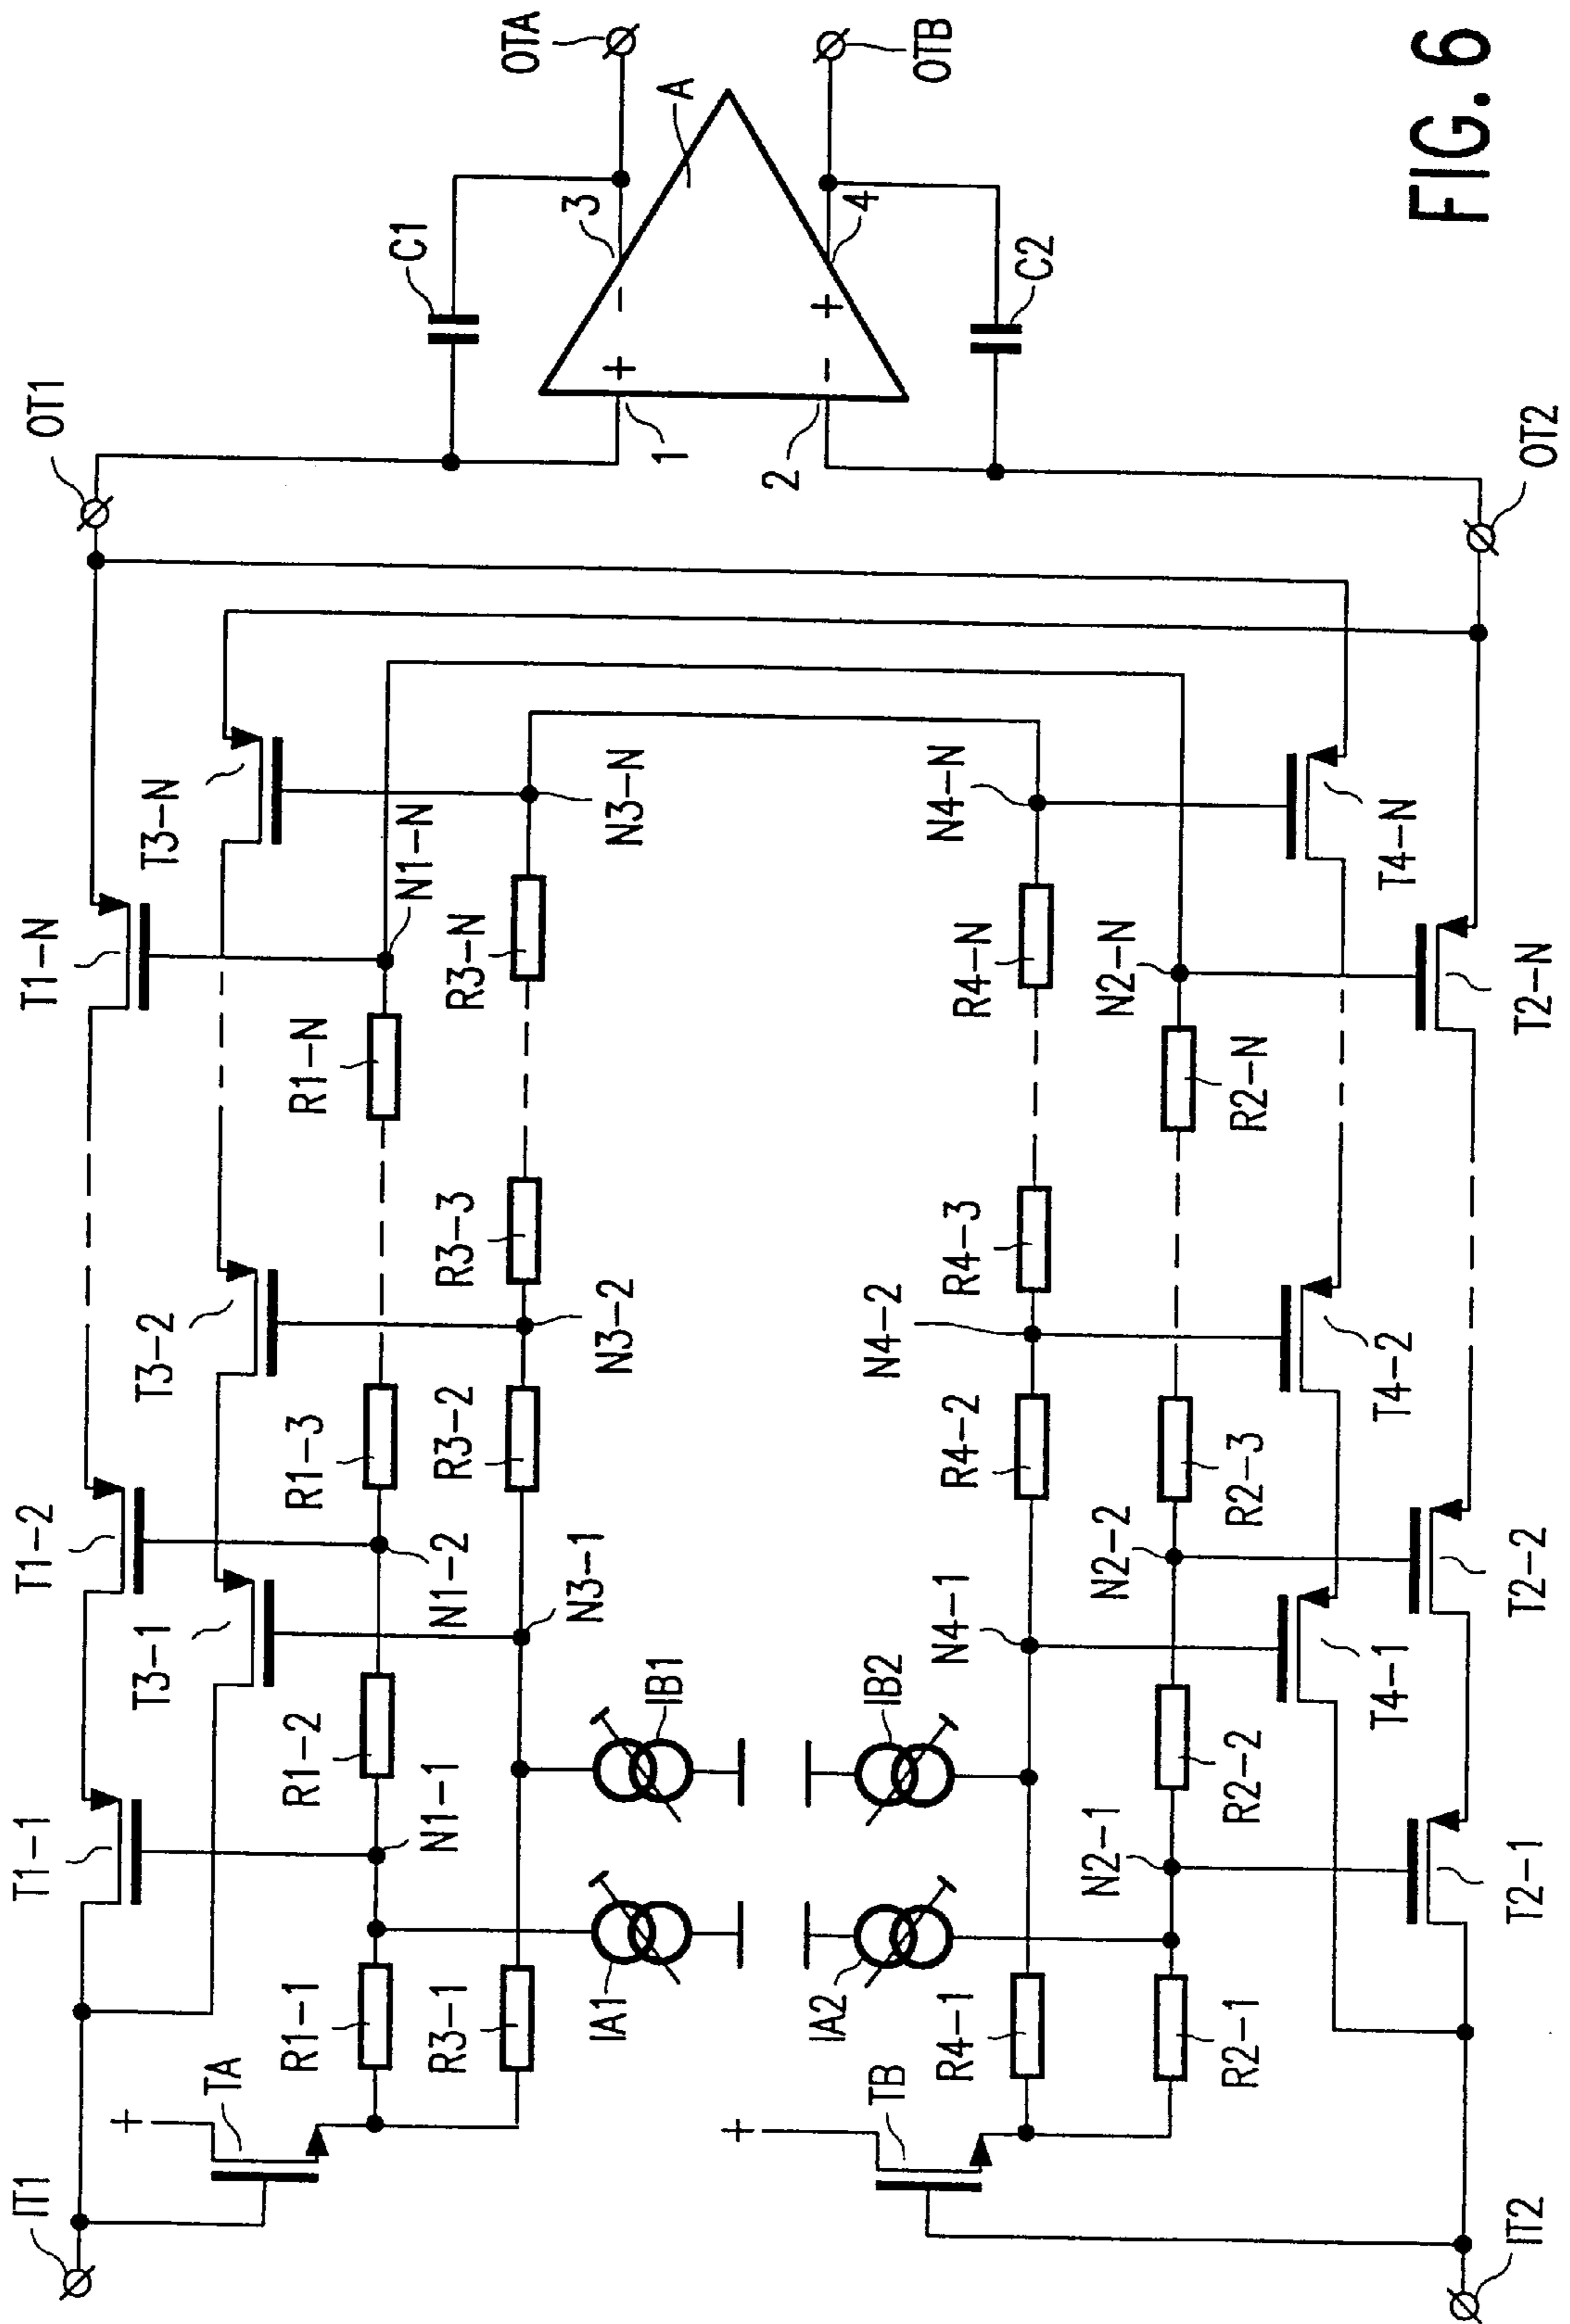 IT1
TA
+
T1-1
T1-2
T1-N
OT1
T3-1
T3-2
T3-N
R1-1
N1-1
R1-2
N1-2
R1-3
R1-N
N1-N
R3-1
N3-1
R3-2
N3-2
R3-3
R3-N
N3-N
IA1
IB1
C1
1
+
-
3
A
OTA
2
-
+
4
OTB
C2
IA2
IB2
TB
+
R4-1
N4-1
R4-2
N4-2
R4-3
R4-N
N4-N
R2-1
N2-1
R2-2
N2-2
R2-3
R2-N
N2-N
T4-1
T4-2
T4-N
IT2
T2-1
T2-2
T2-N
OT2
FIG. 6